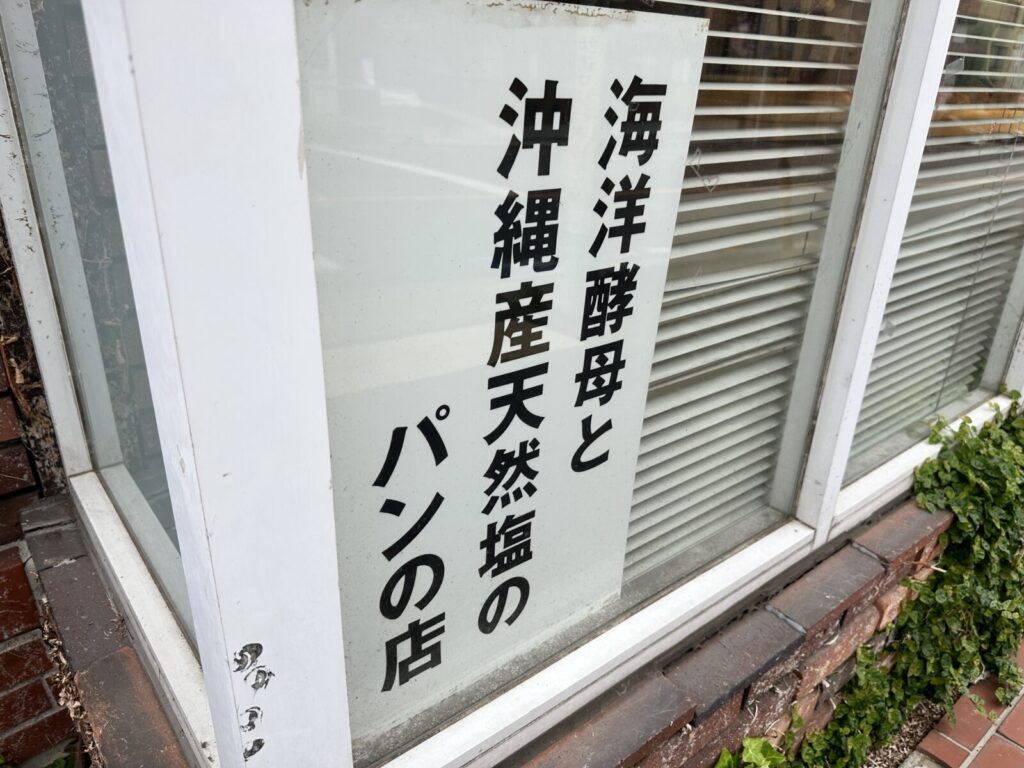 海洋酵母と
沖縄産天然塩の
パンの店